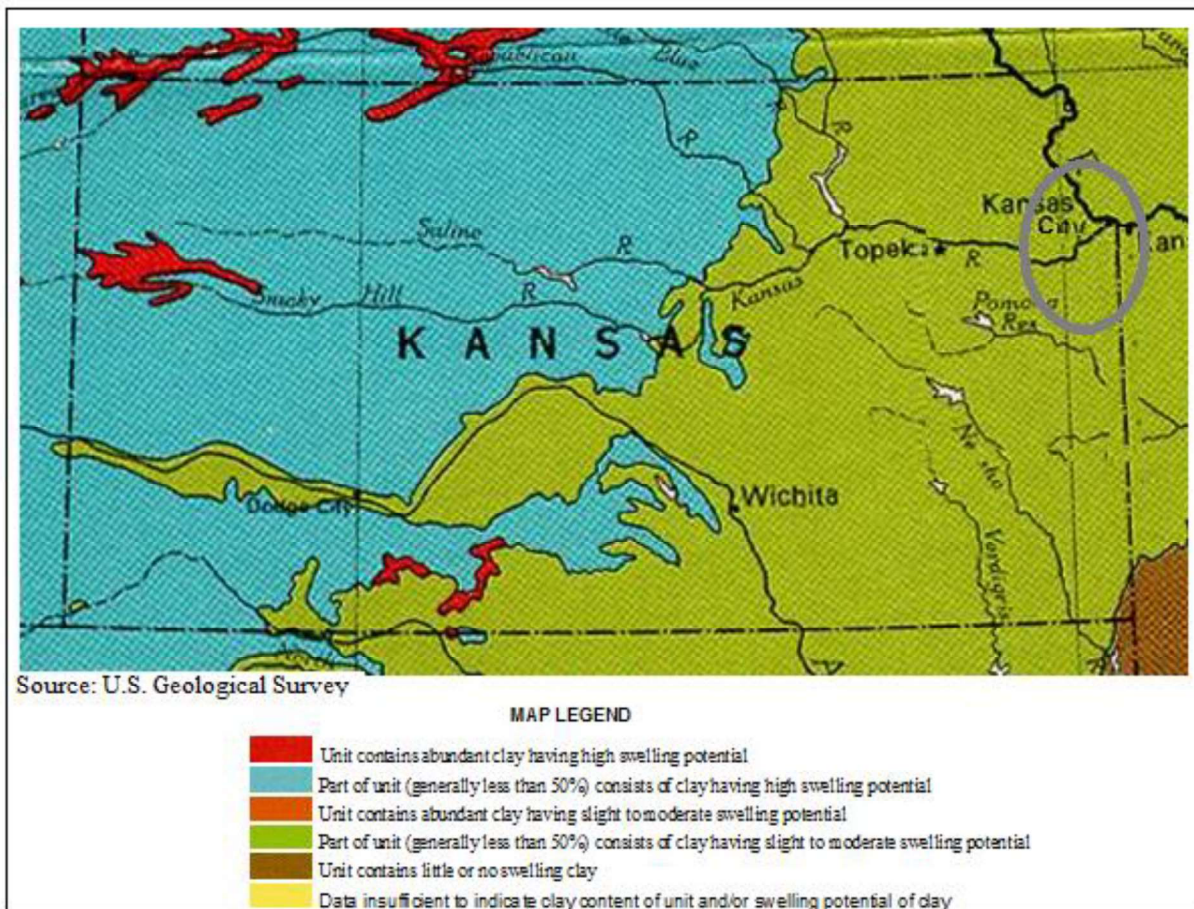 Republican
Blue
R
R
R
Saline
R
Kansas
City
Kan
Topeka
R
Kansas
Smoky Hill R
Pomona
Res
KANSAS
Neosho
Dodge City
Wichita
Verdigris
A
R
Source: U.S. Geological Survey
MAP LEGEND
Unit contains abundant clay having high swelling potential
Part of unit (generally less than 50%) consists of clay having high swelling potential
Unit contains abundant clay having slight to moderate swelling potential
Part of unit (generally less than 50%) consists of clay having slight to moderate swelling potential
Unit contains little or no swelling clay
Data insufficient to indicate clay content of unit and/or swelling potential of clay